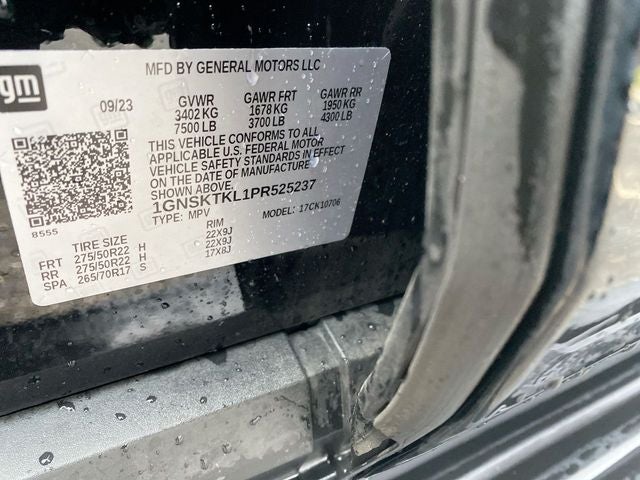 gm
MFD BY GENERAL MOTORS LLC
09/23 GVWR GAWR FRT GAWR RR
3402 KG 1678 KG 1950 KG
7500 LB 3700 LB 4300 LB
THIS VEHICLE CONFORMS TO ALL
APPLICABLE U.S. FEDERAL MOTOR
VEHICLE SAFETY STANDARDS IN EFFECT
ON THE DATE OF MANUFACTURE
SHOWN ABOVE.
1GNSKTKL1PR525237
TYPE: MPV MODEL: 17CK10706
8555
TIRE SIZE RIM
FRT 275/50R22 H 22X9J
RR 275/50R22 H 22X9J
SPA 265/70R17 S 17X8J